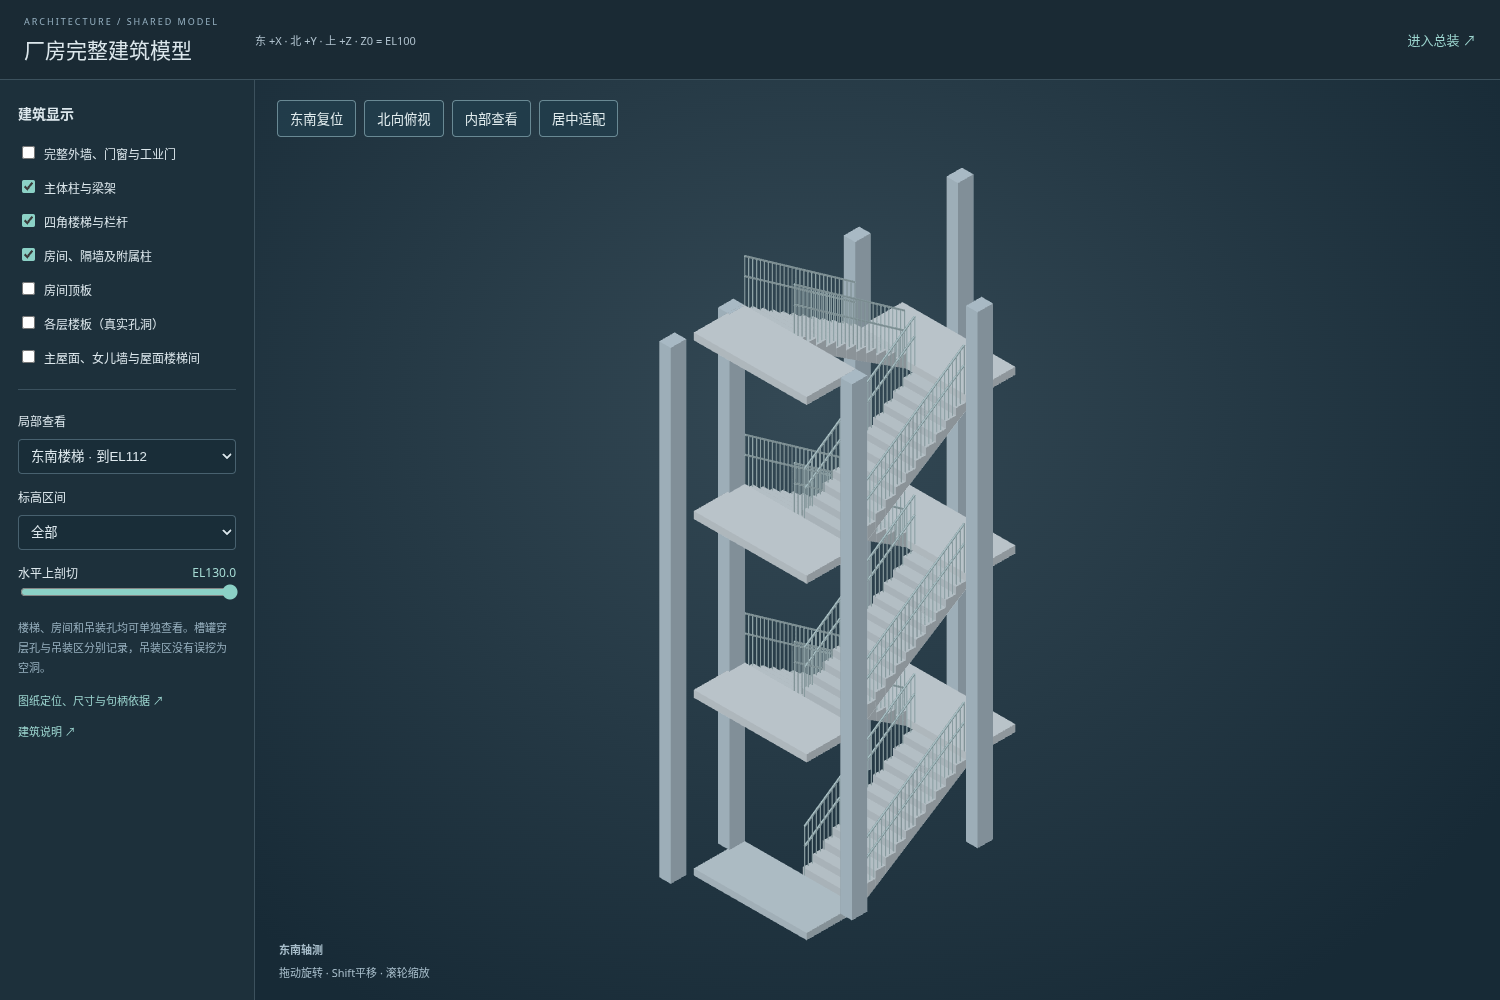 ARCHITECTURE / SHARED MODEL
厂房完整建筑模型
东 +X · 北 +Y · 上 +Z · Z0 = EL100
进入总装 ↗
建筑显示
完整外墙、门窗与工业门
主体柱与梁架
四角楼梯与栏杆
房间、隔墙及附属柱
房间顶板
各层楼板（真实孔洞）
主屋面、女儿墙与屋面楼梯间
局部查看
东南楼梯 · 到EL112
标高区间
全部
水平上剖切 EL130.0
楼梯、房间和吊装孔均可单独查看。槽罐穿
层孔与吊装区分别记录，吊装区没有误挖为
空洞。
图纸定位、尺寸与句柄依据 ↗
建筑说明 ↗
东南复位 北向俯视 内部查看 居中适配
东南轴测
拖动旋转 · Shift平移 · 滚轮缩放